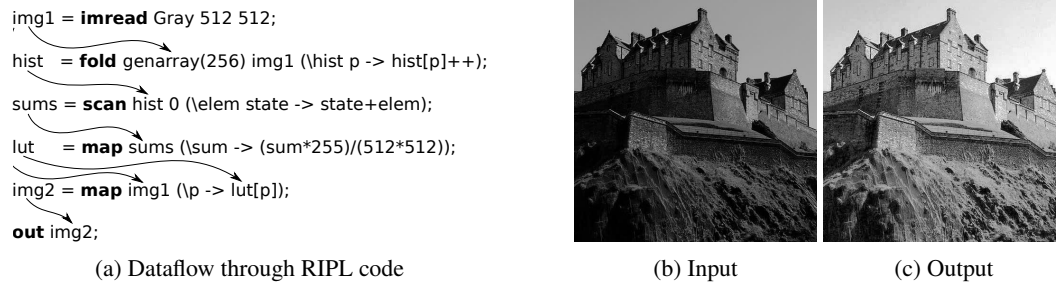 img1 = imread Gray 512 512;
hist = fold genarray(256) img1 (\hist p -> hist[p]++);
sums = scan hist 0 (\elem state -> state+elem);
lut = map sums (\sum -> (sum*255)/(512*512));
img2 = map img1 (\p -> lut[p]);
out img2;
(a) Dataflow through RIPL code
(b) Input
(c) Output